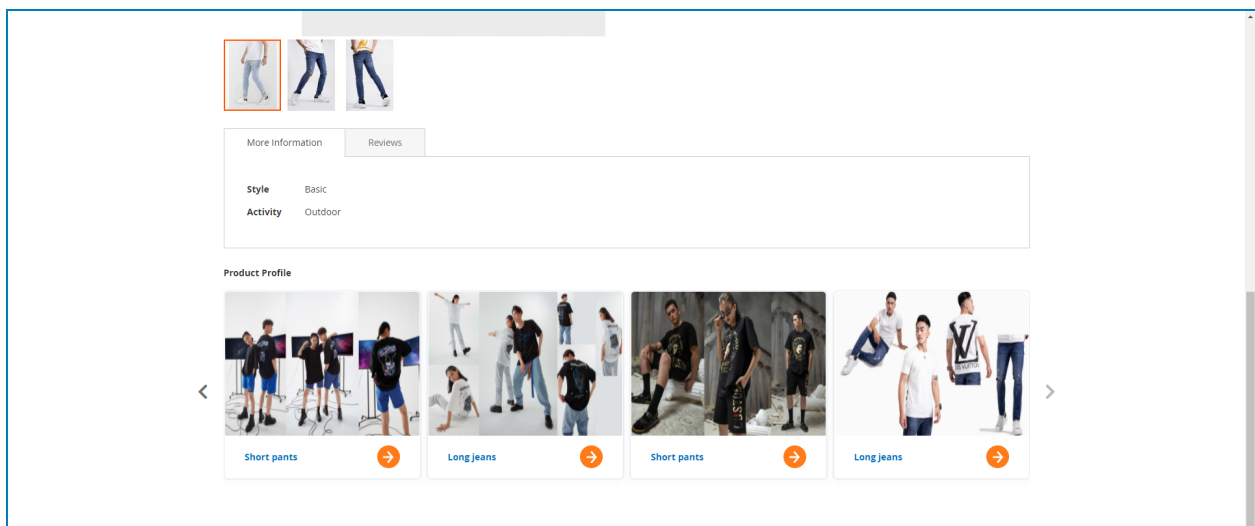 More Information Reviews
Style Basic
Activity Outdoor
Product Profile
Short pants Long jeans Short pants Long jeans